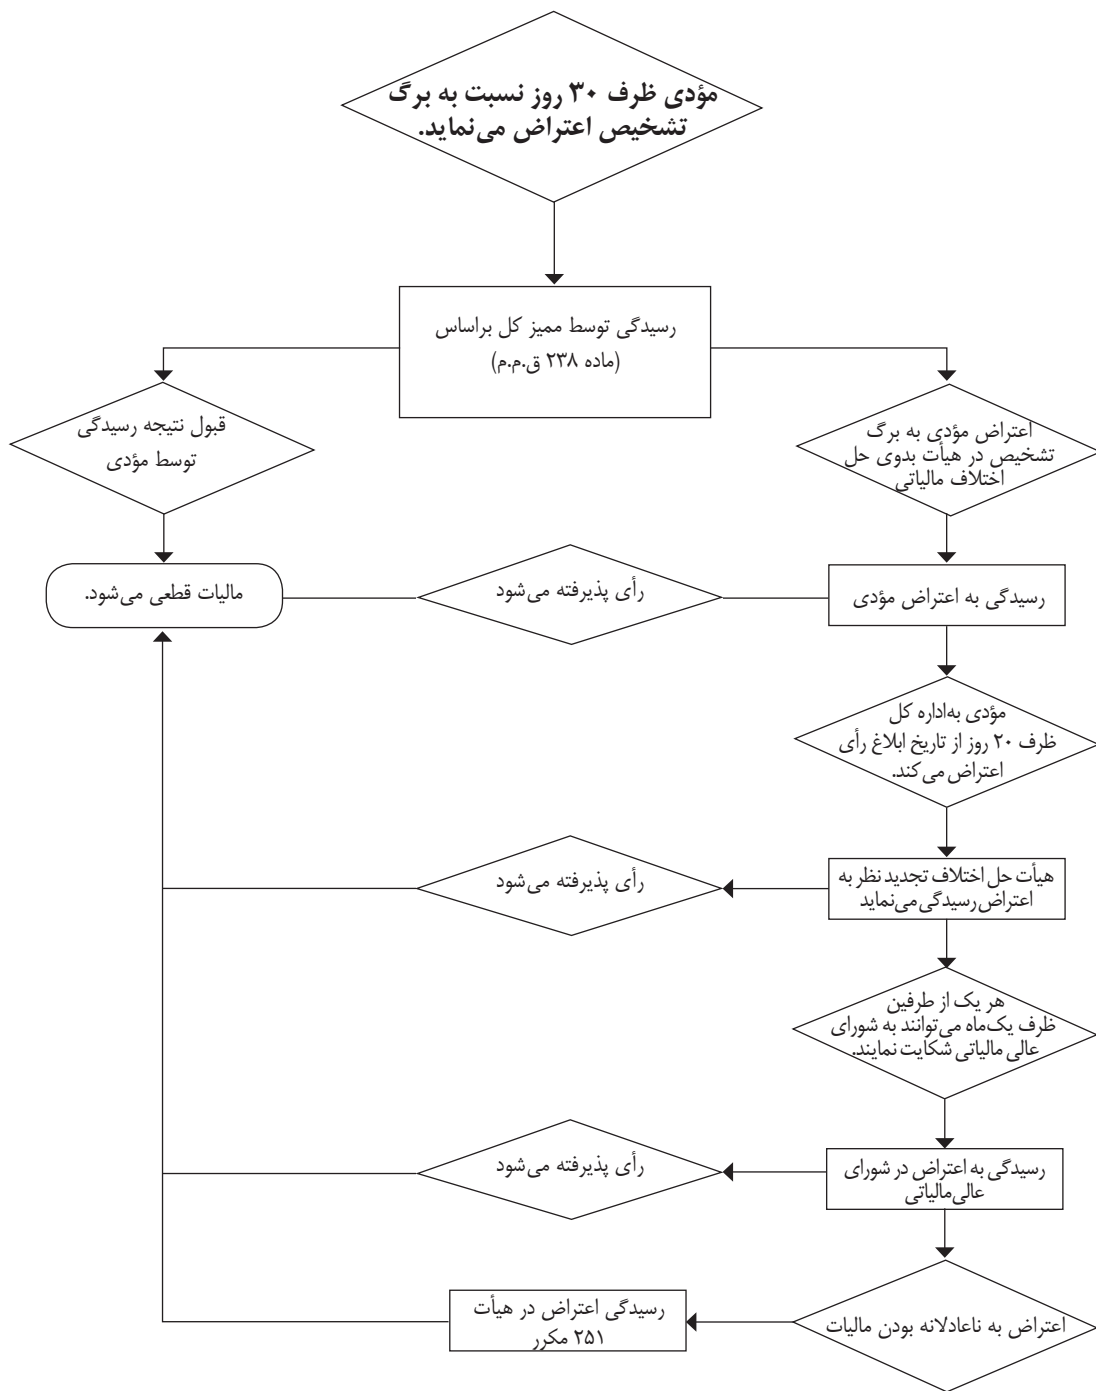 مؤدی ظرف ۳۰ روز نسبت به برگ
تشخیص اعتراض می‌نماید.
رسیدگی توسط ممیز کل براساس
(ماده ۲۳۸ ق.م.م)
اعتراض مؤدی به برگ
تشخیص در هیأت بدوی حل
اختلاف مالیاتی
قبول نتیجه رسیدگی
توسط مؤدی
رسیدگی به اعتراض مؤدی
رأی پذیرفته می‌شود
مالیات قطعی می‌شود.
مؤدی به‌اداره کل
ظرف ۲۰ روز از تاریخ ابلاغ رأی
اعتراض می‌کند.
هیأت حل اختلاف تجدید نظر به
اعتراض رسیدگی می‌نماید
رأی پذیرفته می‌شود
هر یک از طرفین
ظرف یک‌ماه می‌توانند به شورای
عالی مالیاتی شکایت نمایند.
رسیدگی به اعتراض در شورای
عالی‌مالیاتی
رأی پذیرفته می‌شود
اعتراض به ناعادلانه بودن مالیات
رسیدگی اعتراض در هیأت
۲۵۱ مکرر